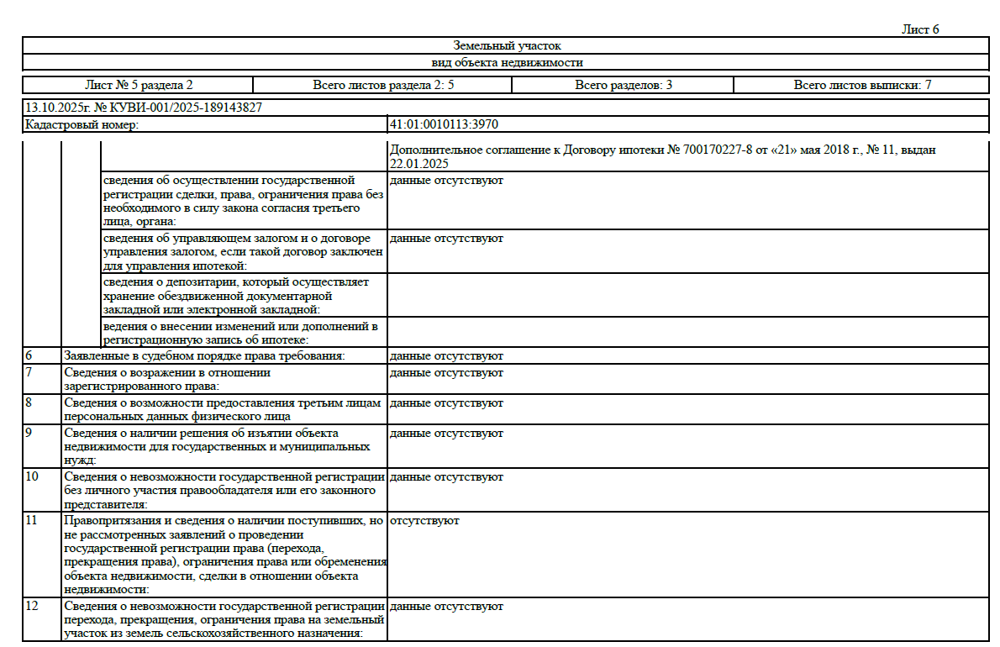 Лист 6
Земельный участок
вид объекта недвижимости
Лист № 5 раздела 2
Всего листов раздела 2: 5
Всего разделов: 3
Всего листов выписки: 7
13.10.2025г. № КУВИ-001/2025-189143827
Кадастровый номер:
41:01:0010113:3970
Дополнительное соглашение к Договору ипотеки № 700170227-8 от «21» мая 2018 г., № 11, выдан
22.01.2025
сведения об осуществлении государственной
регистрации сделки, права, ограничения права без
необходимого в силу закона согласия третьего
лица, органа:
данные отсутствуют
сведения об управляющем залогом и о договоре
управления залогом, если такой договор заключен
для управления ипотекой:
данные отсутствуют
сведения о депозитарии, который осуществляет
хранение обездвиженной документарной
закладной или электронной закладной:
ведения о внесении изменений или дополнений в
регистрационную запись об ипотеке:
6
Заявленные в судебном порядке права требования:
данные отсутствуют
7
Сведения о возражении в отношении
зарегистрированного права:
данные отсутствуют
8
Сведения о возможности предоставления третьим лицам
персональных данных физического лица
данные отсутствуют
9
Сведения о наличии решения об изъятии объекта
недвижимости для государственных и муниципальных
нужд:
данные отсутствуют
10
Сведения о невозможности государственной регистрации
без личного участия правообладателя или его законного
представителя:
данные отсутствуют
11
Правопритязания и сведения о наличии поступивших, но
не рассмотренных заявлений о проведении
государственной регистрации права (перехода,
прекращения права), ограничения права или обременения
объекта недвижимости, сделки в отношении объекта
недвижимости:
отсутствуют
12
Сведения о невозможности государственной регистрации
перехода, прекращения, ограничения права на земельный
участок из земель сельскохозяйственного назначения:
данные отсутствуют